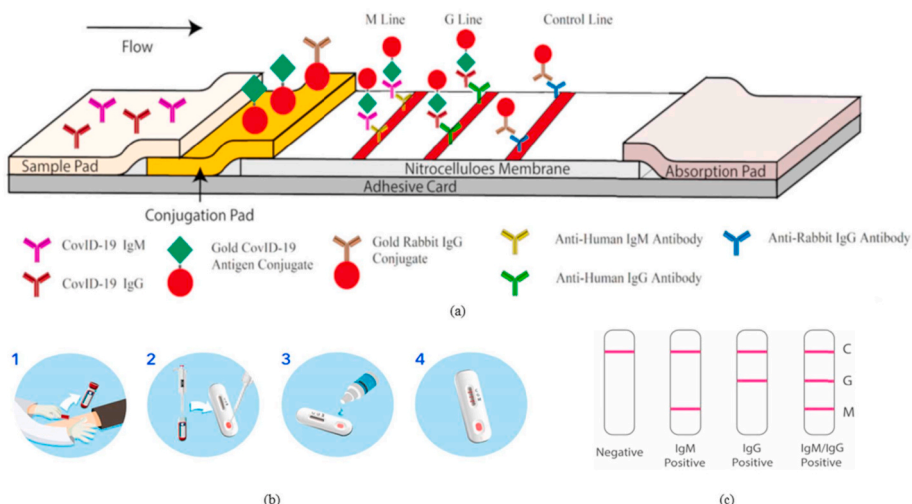 M Line
G Line
Control Line
Flow
Sample Pad
Nitrocelluloes Membrane
Absorption Pad
Adhesive Card
Conjugation Pad
CovID-19 IgM
Gold CovID-19
Antigen Conjugate
Gold Rabbit IgG
Conjugate
Anti-Human IgM Antibody
Anti-Rabbit IgG Antibody
CovID-19 IgG
Anti-Human IgG Antibody
(a)
1
2
3
4
C
G
M
Negative
IgM
Positive
IgG
Positive
IgM/IgG
Positive
(b)
(c)